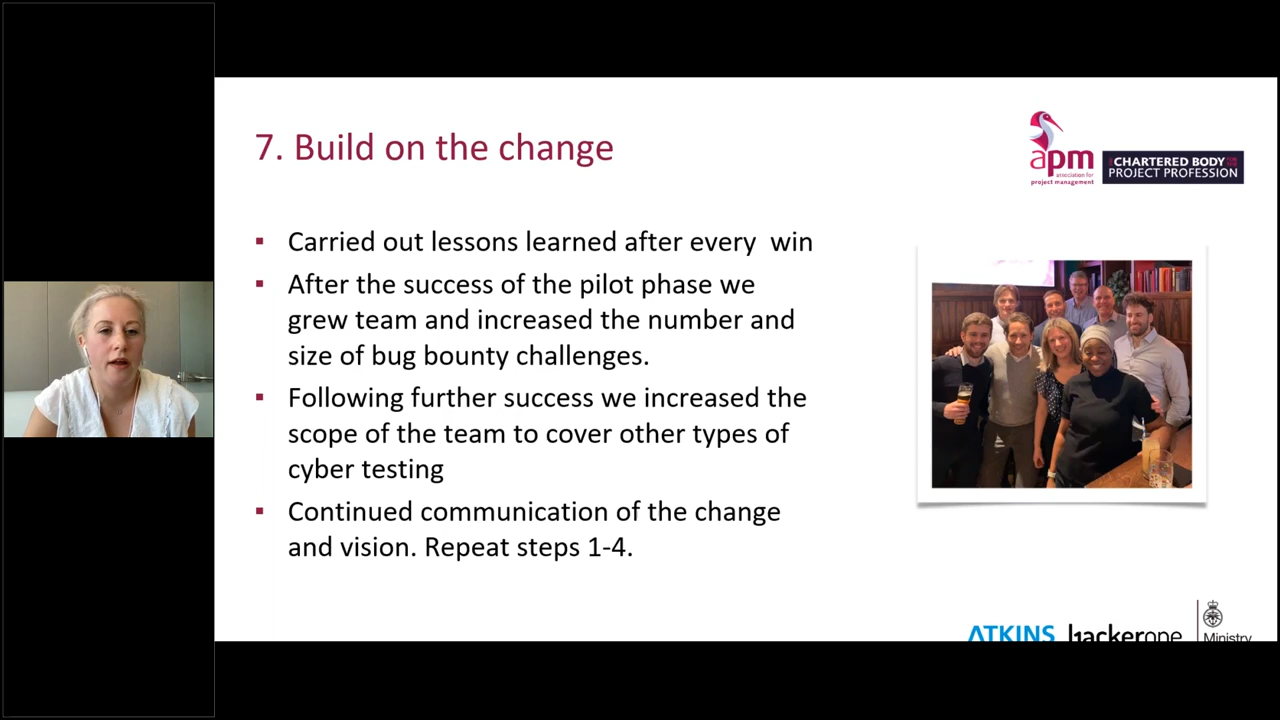 7. Build on the change
apm
association for
project management
CHARTERED BODY
PROJECT PROFESSION
▪ Carried out lessons learned after every  win
▪ After the success of the pilot phase we
grew team and increased the number and
size of bug bounty challenges.
▪ Following further success we increased the
scope of the team to cover other types of
cyber testing
▪ Continued communication of the change
and vision. Repeat steps 1-4.
ATKINS
hackerone
Ministry